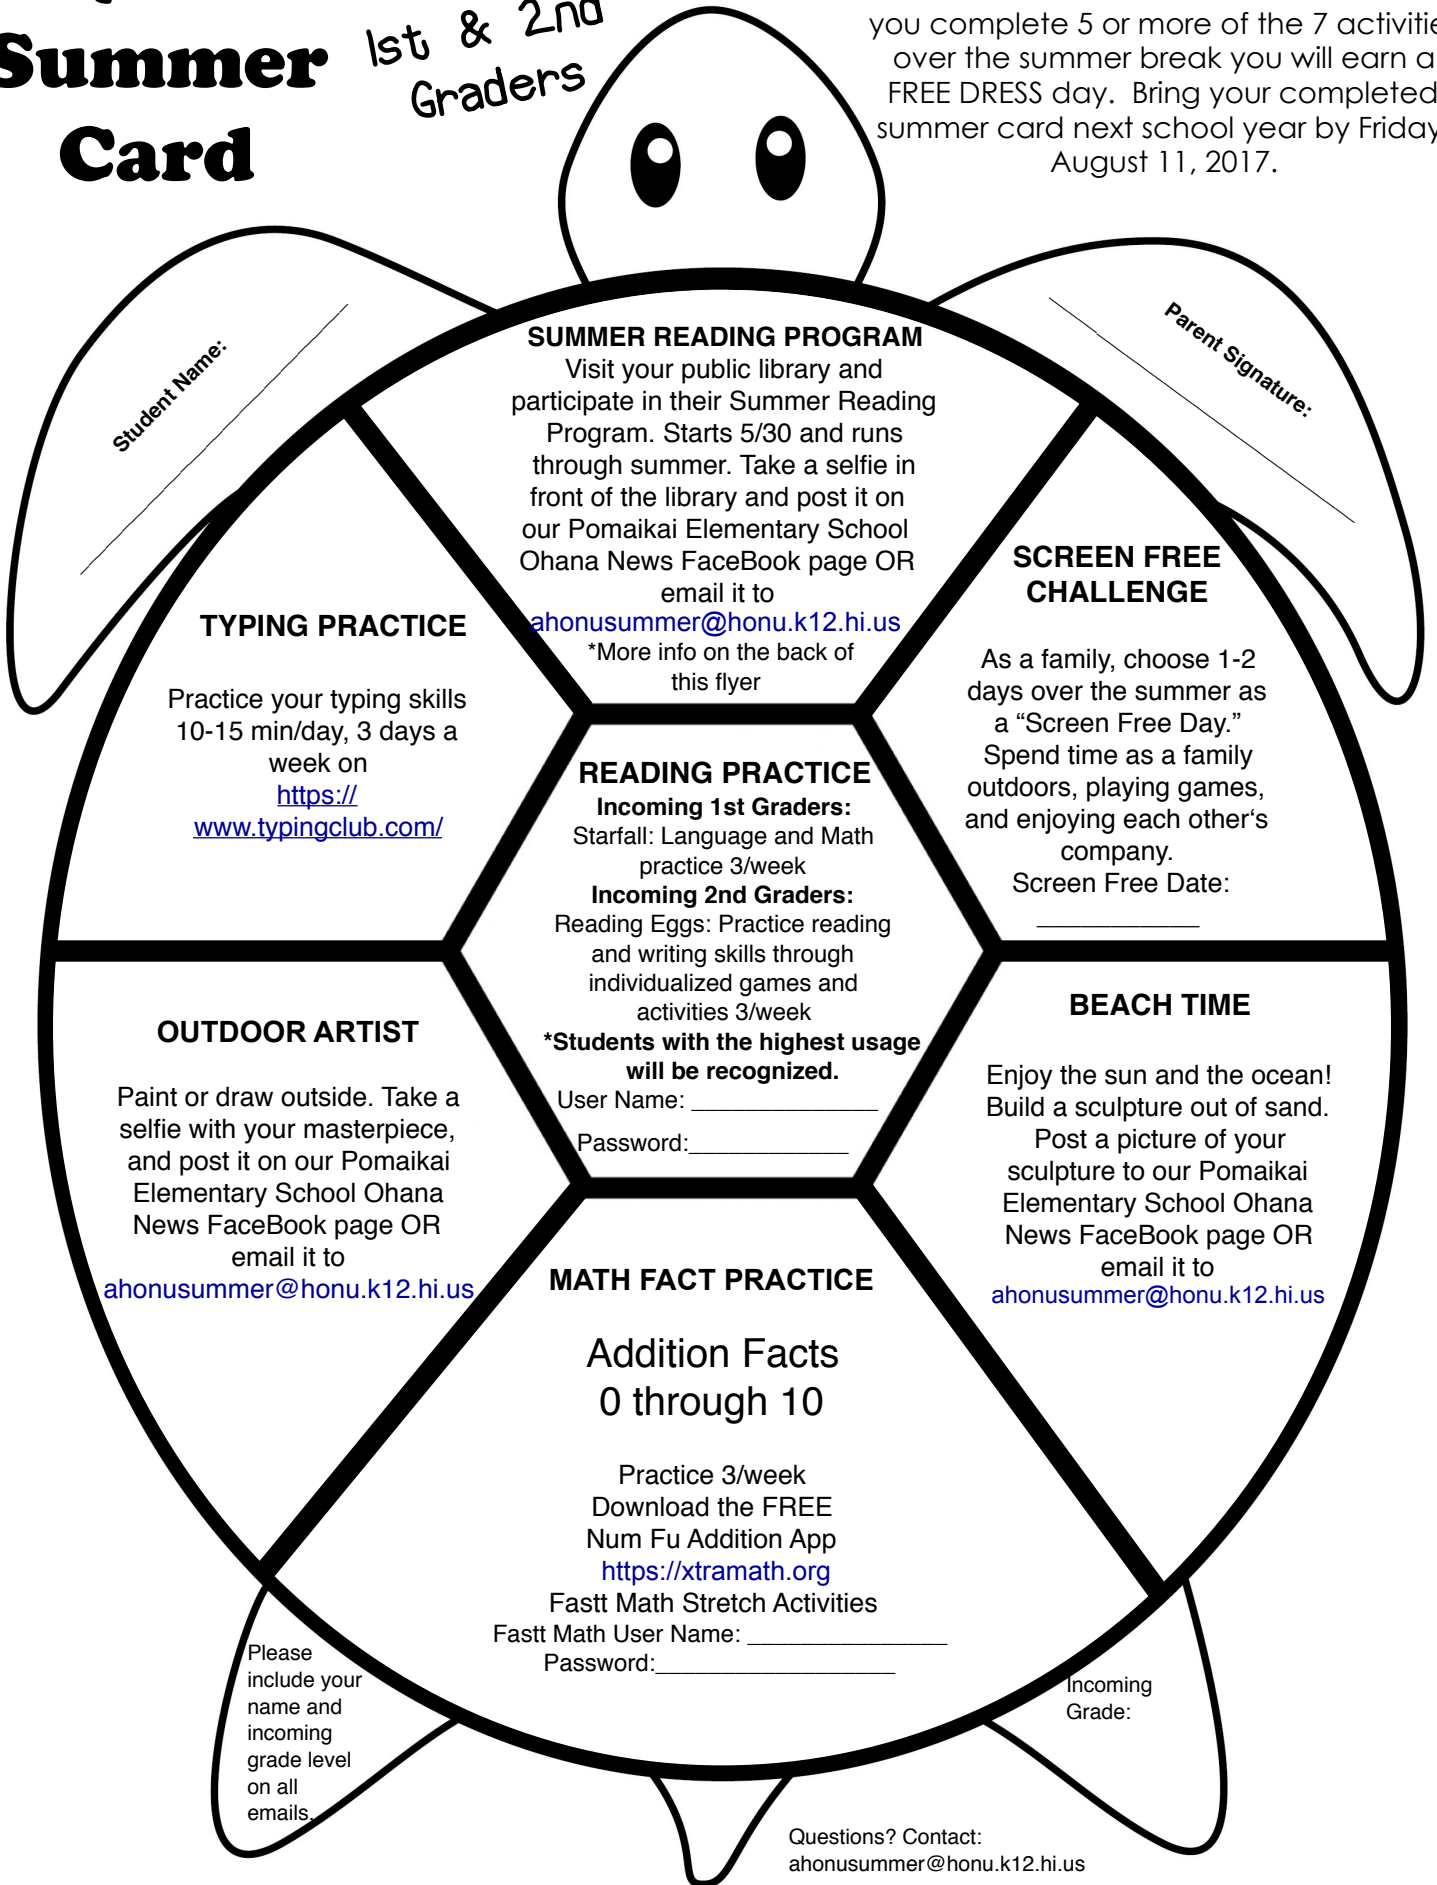 Summer
Card
1st & 2nd
Graders
you complete 5 or more of the 7 activitie
over the summer break you will earn a
FREE DRESS day. Bring your completed
summer card next school year by Friday
August 11, 2017.
Student Name:
Parent Signature:
SUMMER READING PROGRAM
Visit your public library and
participate in their Summer Reading
Program. Starts 5/30 and runs
through summer. Take a selfie in
front of the library and post it on
our Pomaikai Elementary School
Ohana News FaceBook page OR
email it to
ahonusummer@honu.k12.hi.us
*More info on the back of
this flyer
TYPING PRACTICE
Practice your typing skills
10-15 min/day, 3 days a
week on
https://
www.typingclub.com/
SCREEN FREE
CHALLENGE
As a family, choose 1-2
days over the summer as
a “Screen Free Day.”
Spend time as a family
outdoors, playing games,
and enjoying each other‘s
company.
Screen Free Date:
____________
READING PRACTICE
Incoming 1st Graders:
Starfall: Language and Math
practice 3/week
Incoming 2nd Graders:
Reading Eggs: Practice reading
and writing skills through
individualized games and
activities 3/week
*Students with the highest usage
will be recognized.
User Name: ______________
Password:____________
OUTDOOR ARTIST
Paint or draw outside. Take a
selfie with your masterpiece,
and post it on our Pomaikai
Elementary School Ohana
News FaceBook page OR
email it to
ahonusummer@honu.k12.hi.us
BEACH TIME
Enjoy the sun and the ocean!
Build a sculpture out of sand.
Post a picture of your
sculpture to our Pomaikai
Elementary School Ohana
News FaceBook page OR
email it to
ahonusummer@honu.k12.hi.us
MATH FACT PRACTICE
Addition Facts
0 through 10
Practice 3/week
Download the FREE
Num Fu Addition App
https://xtramath.org
Fastt Math Stretch Activities
Fastt Math User Name: _______________
Password:__________________
Please
include your
name and
incoming
grade level
on all
emails.
Incoming
Grade:
Questions? Contact:
ahonusummer@honu.k12.hi.us